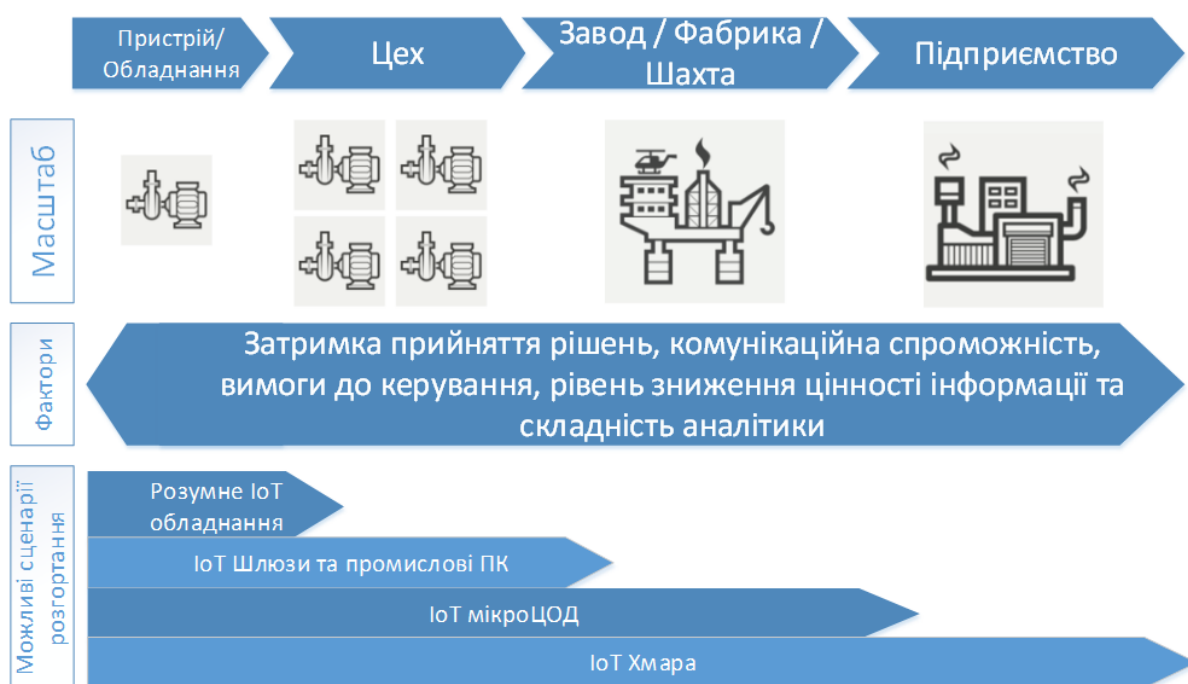 Пристрій/
Обладнання
Цех
Завод / Фабрика /
Шахта
Підприємство
Масштаб
Фактори
Затримка прийняття рішень, комунікаційна спроможність,
вимоги до керування, рівень зниження цінності інформації та
складність аналітики
Можливі сценарії
розгортання
Розумне IoT
обладнання
IoT Шлюзи та промислові ПК
IoT мікроЦОД
IoT Хмара